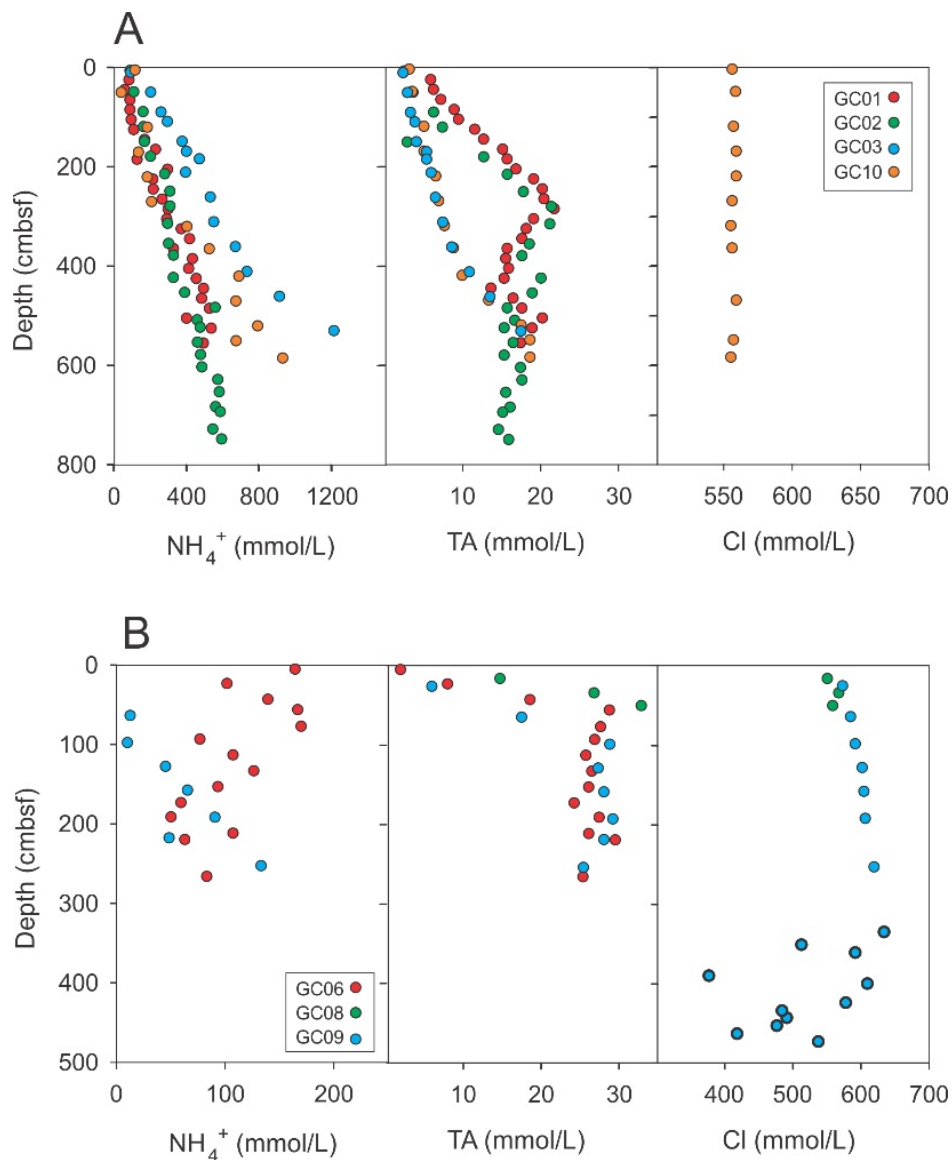 A
0
200
400
600
800
Depth (cmbsf)
GC01
GC02
GC03
GC10
0 400 800 1200
10 20 30
550 600 650 700
NH₄⁺ (mmol/L)
TA (mmol/L)
Cl (mmol/L)
B
0
100
200
300
400
500
Depth (cmbsf)
GC06
GC08
GC09
0 100 200
10 20 30
400 500 600 700
NH₄⁺ (mmol/L)
TA (mmol/L)
Cl (mmol/L)